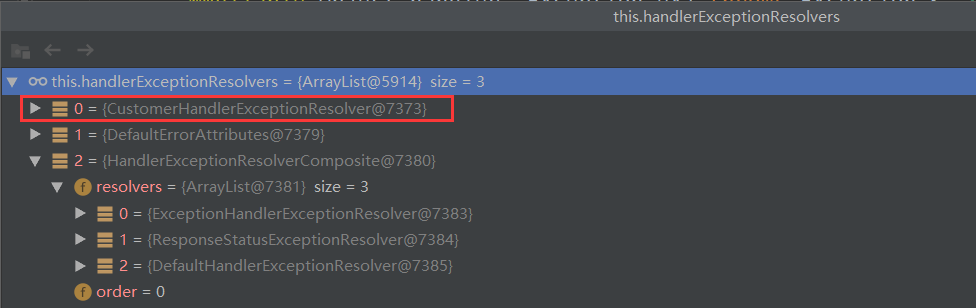 this.handlerExceptionResolvers
this.handlerExceptionResolvers = {ArrayList@5914} size = 3
0 = {CustomerHandlerExceptionResolver@7373}
1 = {DefaultErrorAttributes@7379}
2 = {HandlerExceptionResolverComposite@7380}
f resolvers = {ArrayList@7381} size = 3
0 = {ExceptionHandlerExceptionResolver@7383}
1 = {ResponseStatusExceptionResolver@7384}
2 = {DefaultHandlerExceptionResolver@7385}
f order = 0